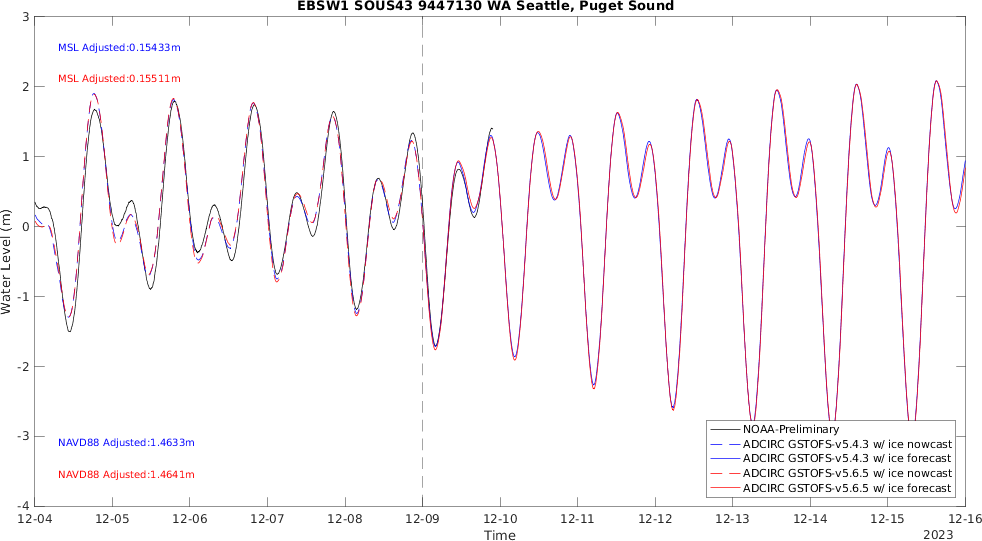 EBSW1 SOUS43 9447130 WA Seattle, Puget Sound
3
2
1
0
-1
-2
-3
-4
Water Level (m)
MSL Adjusted:0.15433m
MSL Adjusted:0.15511m
NAVD88 Adjusted:1.4633m
NAVD88 Adjusted:1.4641m
NOAA-Preliminary
ADCIRC GSTOFS-v5.4.3 w/ ice nowcast
ADCIRC GSTOFS-v5.4.3 w/ ice forecast
ADCIRC GSTOFS-v5.6.5 w/ ice nowcast
ADCIRC GSTOFS-v5.6.5 w/ ice forecast
12-04 12-05 12-06 12-07 12-08 12-09 12-10 12-11 12-12 12-13 12-14 12-15 12-16
Time
2023